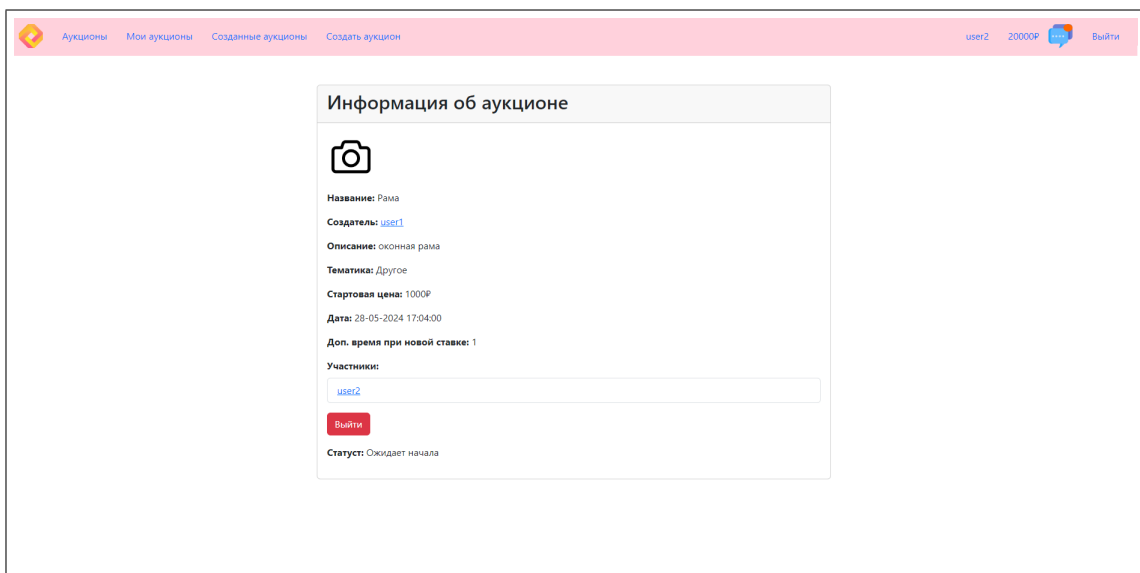 Аукционы Мои аукционы Созданные аукционы Создать аукцион user2 20000₽ Выйти
Информация об аукционе
Название: Рама
Создатель: user1
Описание: оконная рама
Тематика: Другое
Стартовая цена: 1000₽
Дата: 28-05-2024 17:04:00
Доп. время при новой ставке: 1
Участники:
user2
Выйти
Статуст: Ожидает начала